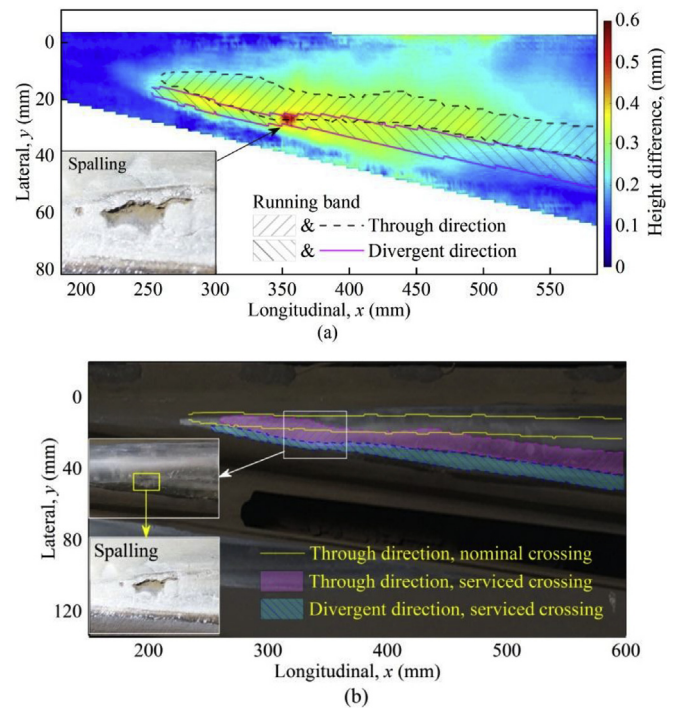 0
20
40
60
80
Lateral, y (mm)
Spalling
Running band
& Through direction
& Divergent direction
200 250 300 350 400 450 500 550
Longitudinal, x (mm)
(a)
0.6
0.5
0.4
0.3
0.2
0.1
0
Height difference, (mm)
0
40
80
120
Lateral, y (mm)
Spalling
Through direction, nominal crossing
Through direction, serviced crossing
Divergent direction, serviced crossing
200 300 400 500 600
Longitudinal, x (mm)
(b)